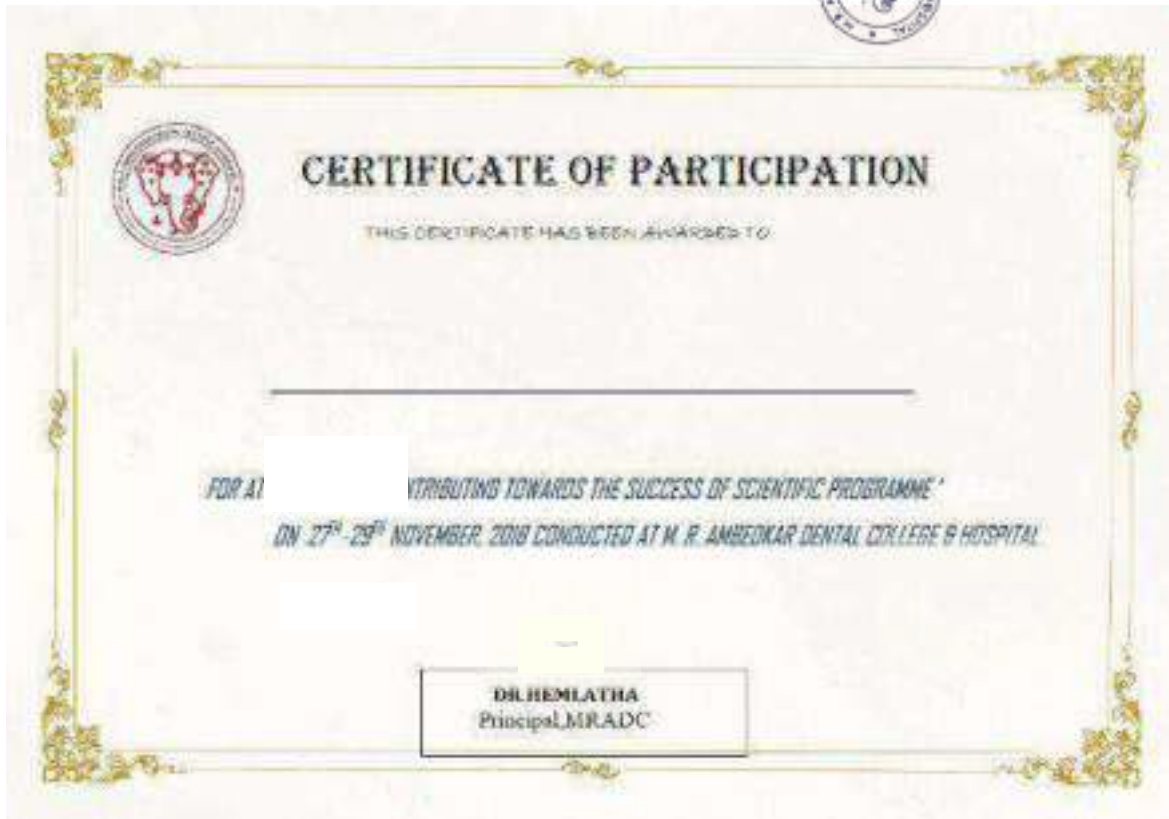 HOSPITAL
CERTIFICATE OF PARTICIPATION
THIS CERTIFICATE HAS BEEN AWARDED TO
FOR AT NTRIBUTING TOWARDS THE SUCCESS OF SCIENTIFIC PROGRAMME '
ON 27TH -29TH NOVEMBER, 2018 CONDUCTED AT M. R. AMBEDKAR DENTAL COLLEGE & HOSPITAL
DR. HEMLATHA
Principal,MRADC